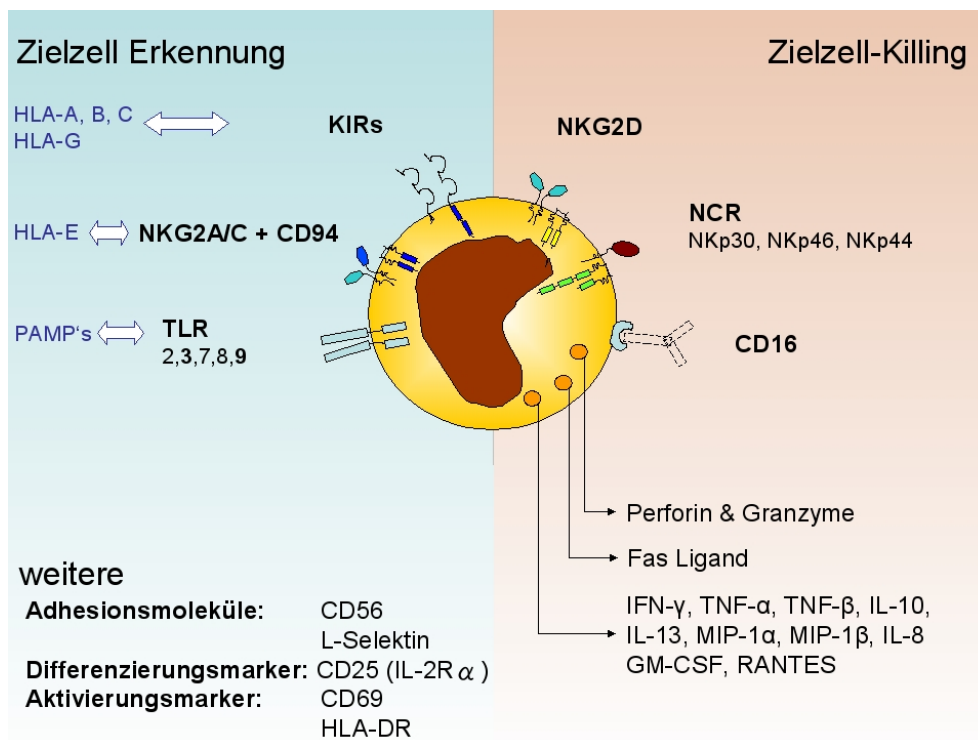 Zielzell Erkennung
HLA-A, B, C
HLA-G
KIRs
HLA-E
NKG2A/C + CD94
PAMP's
TLR
2,3,7,8,9
weitere
Adhesionsmoleküle: CD56
L-Selektin
Differenzierungsmarker: CD25 (IL-2R α )
Aktivierungsmarker: CD69
HLA-DR
Zielzell-Killing
NKG2D
NCR
NKp30, NKp46, NKp44
CD16
Perforin & Granzyme
Fas Ligand
IFN-γ, TNF-α, TNF-β, IL-10,
IL-13, MIP-1α, MIP-1β, IL-8
GM-CSF, RANTES